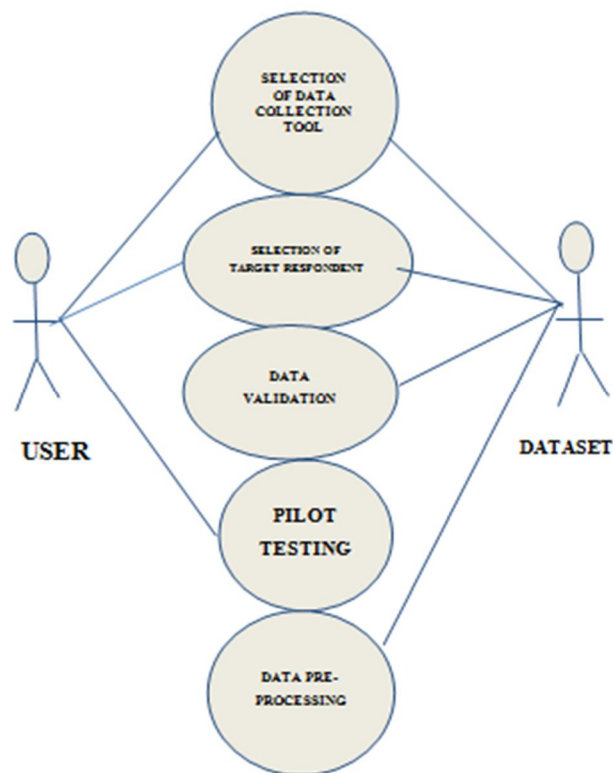 SELECTION
OF DATA
COLLECTION
TOOL
SELECTION OF
TARGET RESPONDENT
DATA
VALIDATION
USER
DATASET
PILOT
TESTING
DATA PRE-
PROCESSING